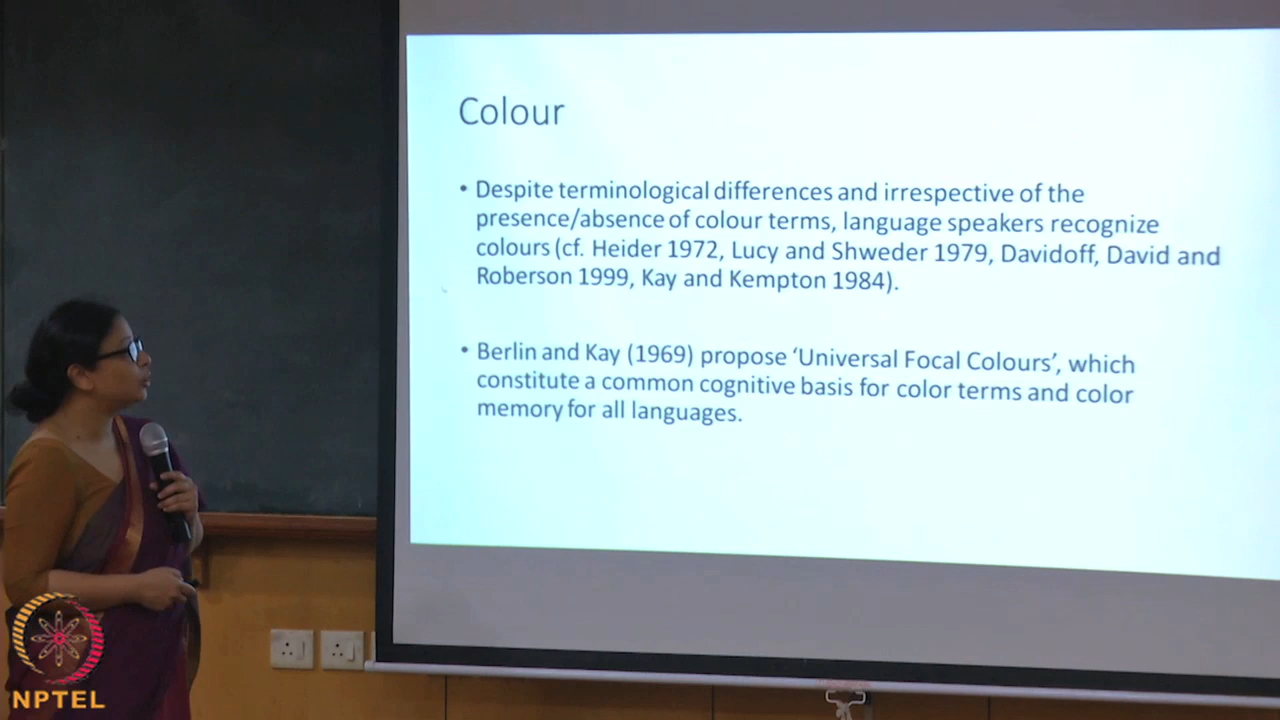 Colour
• Despite terminological differences and irrespective of the
presence/absence of colour terms, language speakers recognize
colours (cf. Heider 1972, Lucy and Shweder 1979, Davidoff, David and
Roberson 1999, Kay and Kempton 1984).
• Berlin and Kay (1969) propose ‘Universal Focal Colours’, which
constitute a common cognitive basis for color terms and color
memory for all languages.
NPTEL